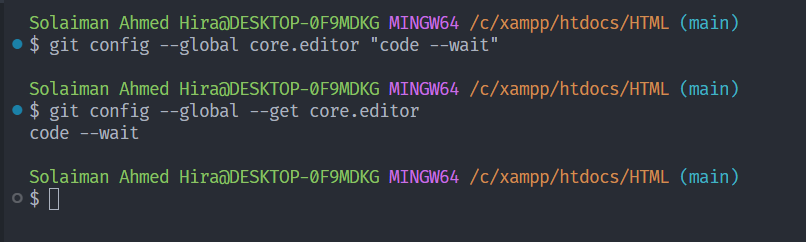 Solaiman Ahmed Hira@DESKTOP-0F9MDKG MINGW64 /c/xampp/htdocs/HTML (main)
$ git config --global core.editor "code --wait"
Solaiman Ahmed Hira@DESKTOP-0F9MDKG MINGW64 /c/xampp/htdocs/HTML (main)
$ git config --global --get core.editor
code --wait
Solaiman Ahmed Hira@DESKTOP-0F9MDKG MINGW64 /c/xampp/htdocs/HTML (main)
$